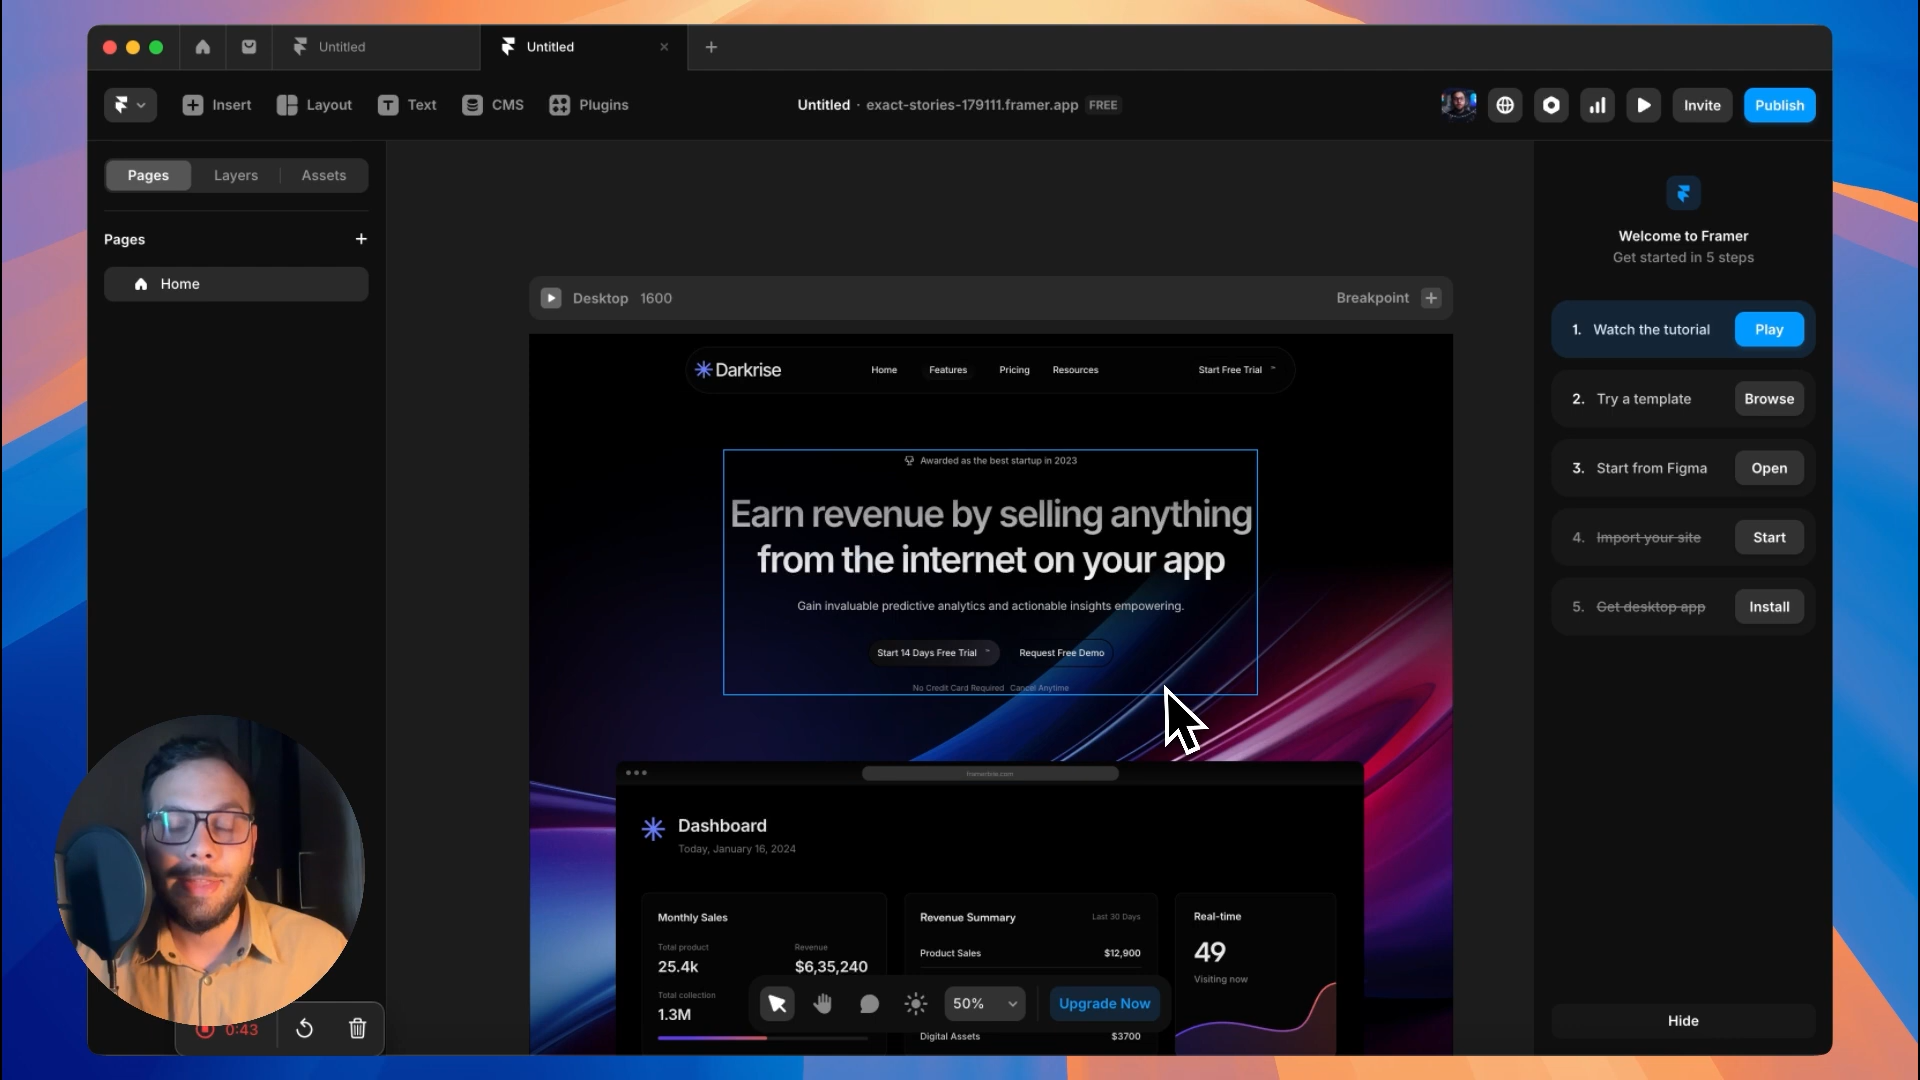 Untitled
Untitled
Insert
Layout
Text
CMS
Plugins
Untitled · exact-stories-179111.framer.app FREE
Invite
Publish
Pages
Layers
Assets
Pages
Home
Desktop 1600
Breakpoint
Darkrise
Home
Features
Pricing
Resources
Start Free Trial
Awarded as the best startup in 2023
Earn revenue by selling anything
from the internet on your app
Gain invaluable predictive analytics and actionable insights empowering.
Start 14 Days Free Trial
Request Free Demo
No Credit Card Required Cancel Anytime
Dashboard
Today, January 16, 2024
Monthly Sales
Total product
25.4k
Revenue
$6,35,240
Total collection
1.3M
Revenue Summary
Last 30 Days
Product Sales
$12,900
Digital Assets
$3700
Real-time
49
Visiting now
50%
Upgrade Now
0:43
Welcome to Framer
Get started in 5 steps
1. Watch the tutorial
Play
2. Try a template
Browse
3. Start from Figma
Open
4. Import your site
Start
5. Get desktop app
Install
Hide